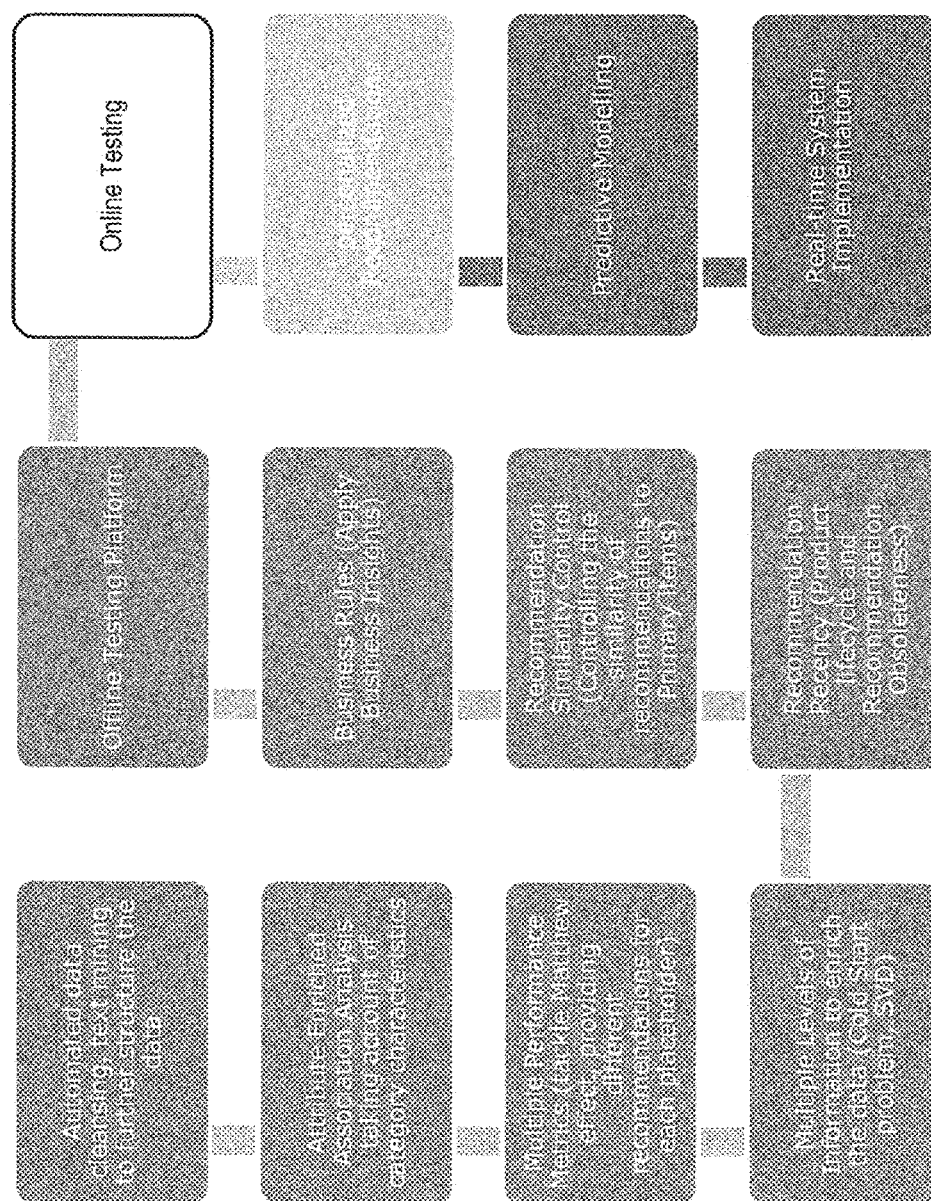 Automated data
cleansing, text mining
to further structure the
data
Attribute Enriched
Association Analysis
taking account of
category characteristics
Multiple Performance
Metrics (tackle Matthew
effect, providing
different
recommendations for
each placeholder)
Multiple Levels of
Information to enrich
the data (Cold Start
problem, SVD)
Recommendation
Recency (Product
lifecycle and
Recommendation
Obsoleteness)
Recommendation
Similarity Control
(Controlling the
similarity of
recommendations to
Primary Items)
Business Rules (Apply
Business Insights)
Offline Testing Platform
Online Testing
Predictive Modelling
Real-time System
Implementation